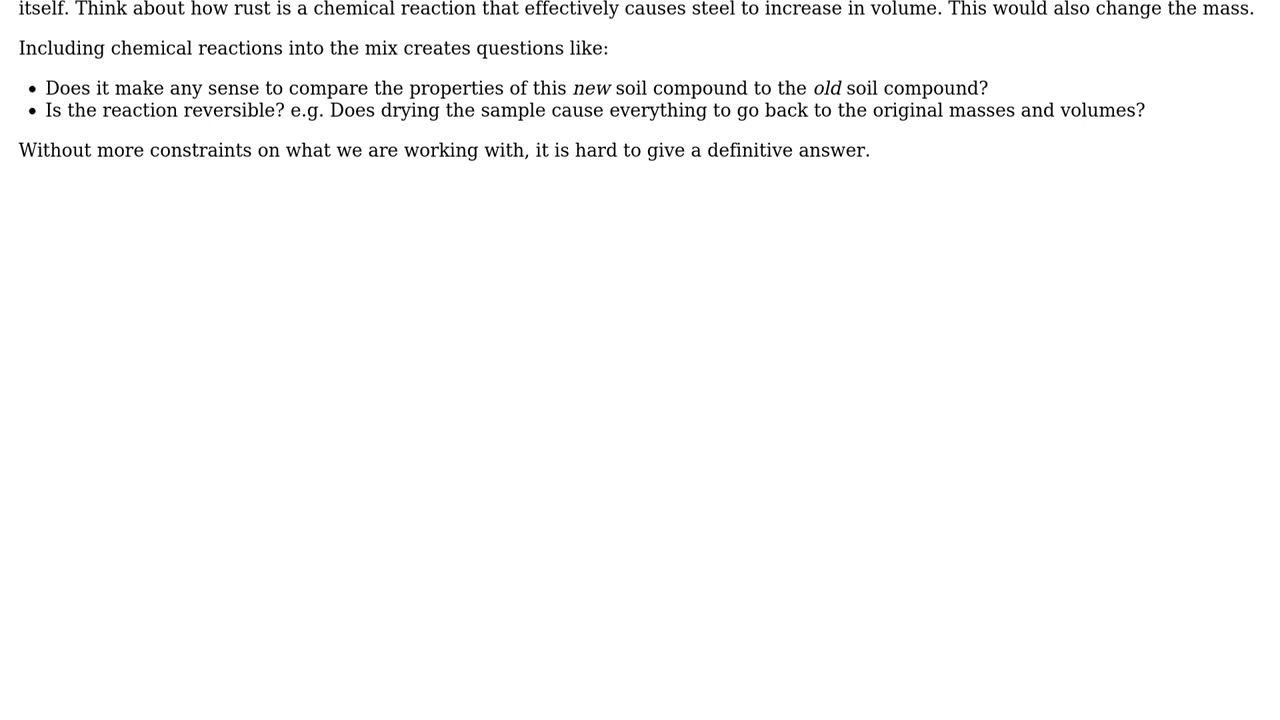 itself. Think about how rust is a chemical reaction that effectively causes steel to increase in volume. This would also change the mass.
Including chemical reactions into the mix creates questions like:
• Does it make any sense to compare the properties of this new soil compound to the old soil compound?
• Is the reaction reversible? e.g. Does drying the sample cause everything to go back to the original masses and volumes?
Without more constraints on what we are working with, it is hard to give a definitive answer.